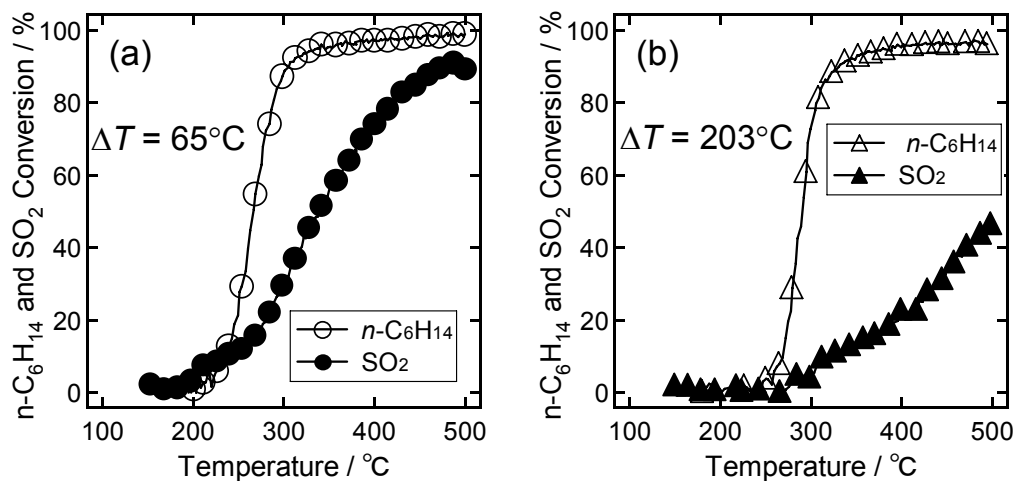 n-C₆H₁₄ and SO₂ Conversion / %
100
80
60
40
20
0
(a)
ΔT = 65°C
n-C₆H₁₄
SO₂
100 200 300 400 500
Temperature / °C
n-C₆H₁₄ and SO₂ Conversion / %
100
80
60
40
20
0
(b)
ΔT = 203°C
n-C₆H₁₄
SO₂
100 200 300 400 500
Temperature / °C